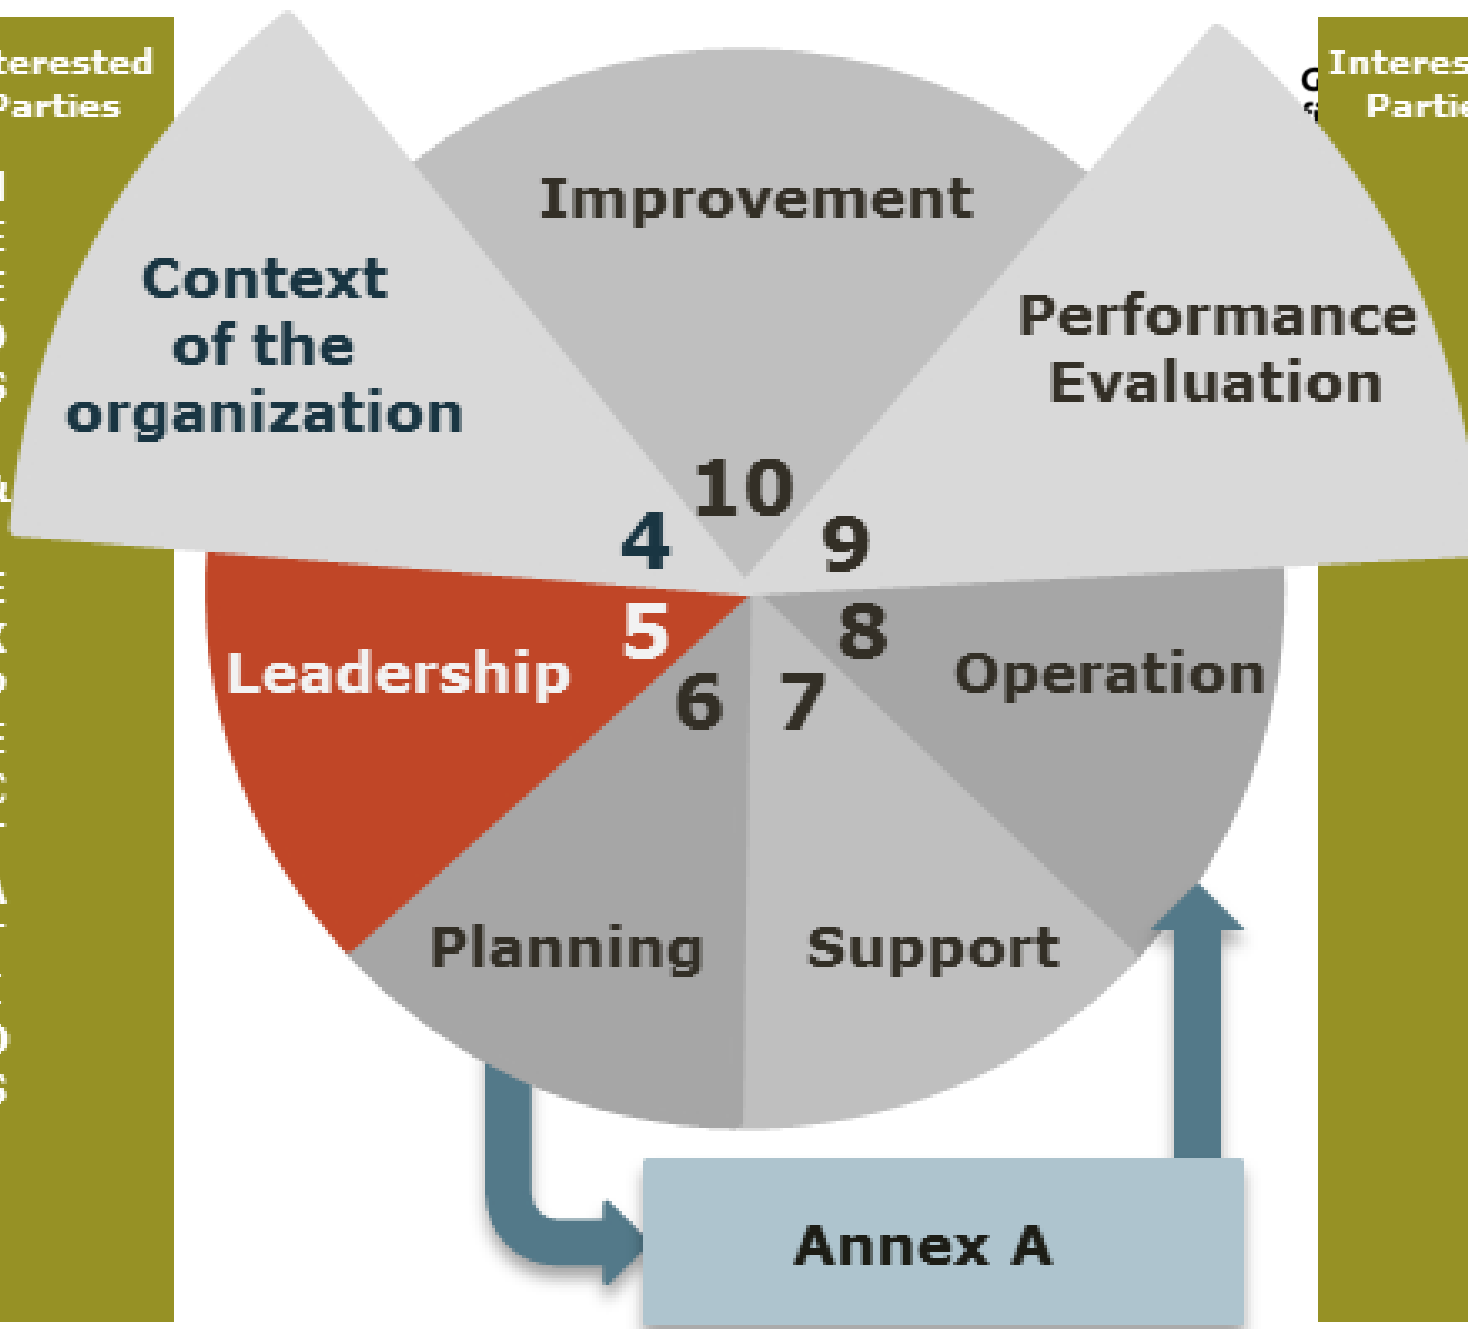 terested
Parties
Interes
Partie
Improvement
Context
of the
organization
Performance
Evaluation
10
4
9
5
8
Leadership
Operation
6
7
Planning
Support
Annex A